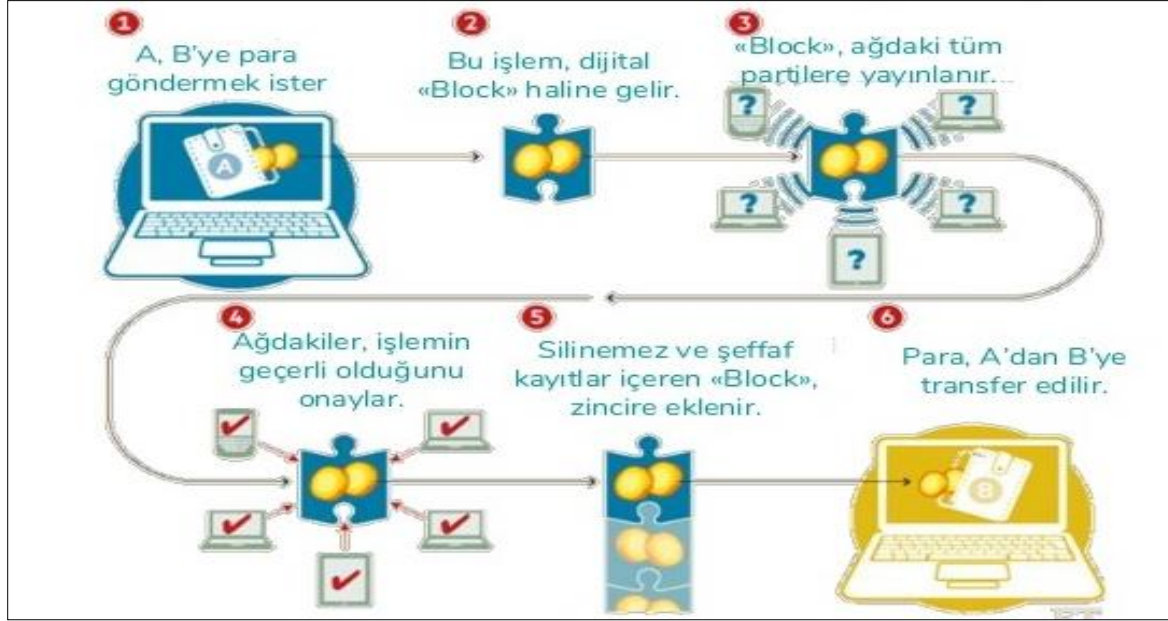 1
A, B'ye para
göndermek ister
A
2
Bu işlem, dijital
«Block» haline gelir.
3
«Block», ağdaki tüm
partilere yayınlanır...
?
?
?
?
?
4
Ağdakiler, işlemin
geçerli olduğunu
onaylar.
5
Silinemez ve şeffaf
kayıtlar içeren «Block»,
zincire eklenir.
6
Para, A'dan B'ye
transfer edilir.
B